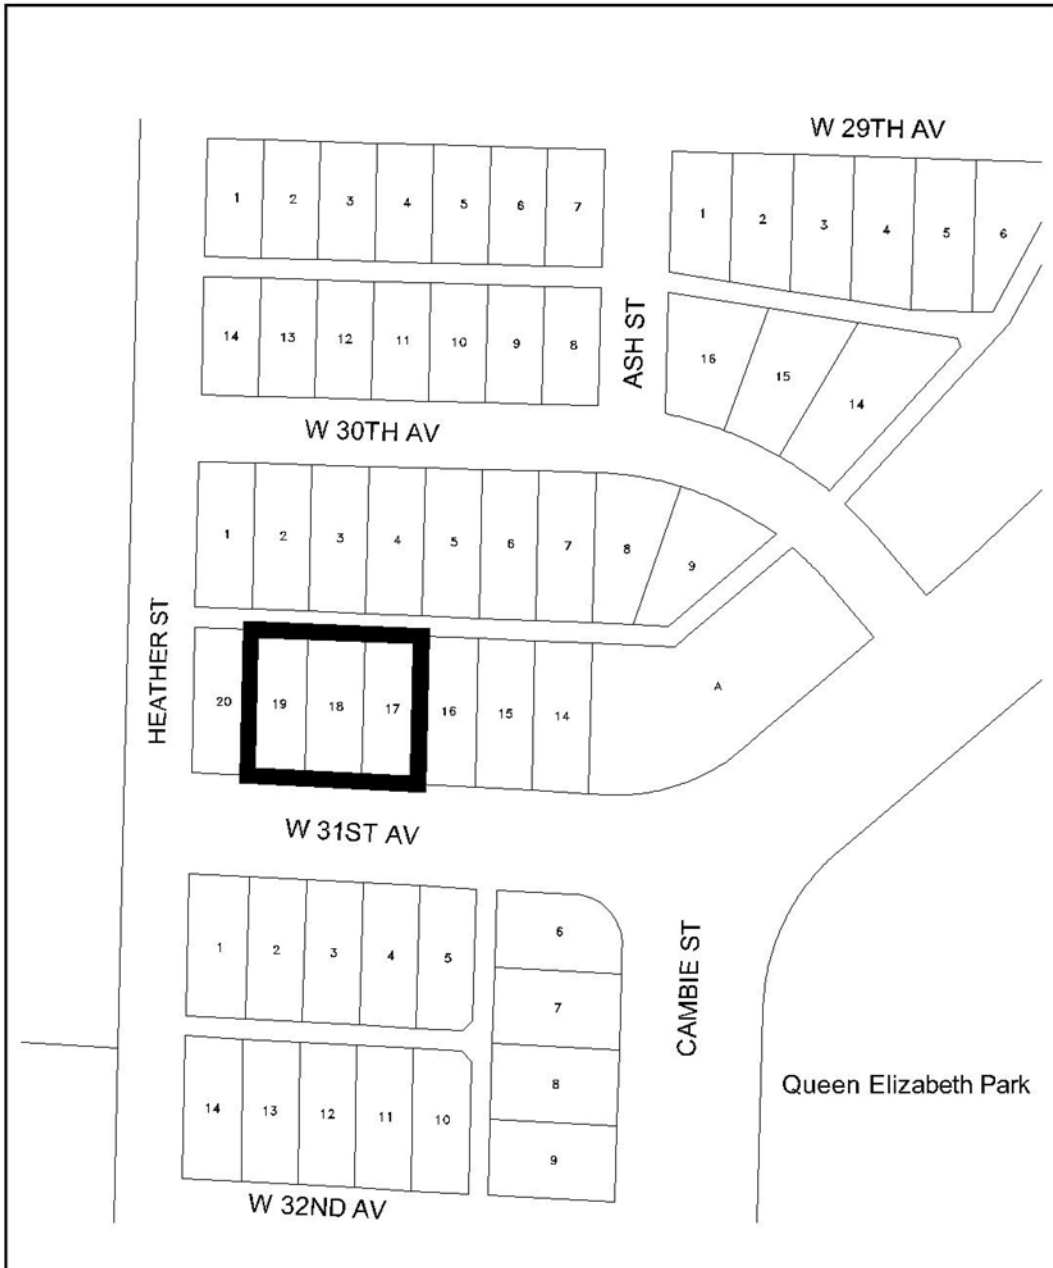 W 29TH AV
1 2 3 4 5 6 7
1 2 3 4 5 6
14 13 12 11 10 9 8
ASH ST
16 15 14
W 30TH AV
1 2 3 4 5 6 7 8 9
HEATHER ST
20 19 18 17 16 15 14 A
W 31ST AV
1 2 3 4 5
6
7
8
9
CAMBIE ST
Queen Elizabeth Park
14 13 12 11 10
W 32ND AV